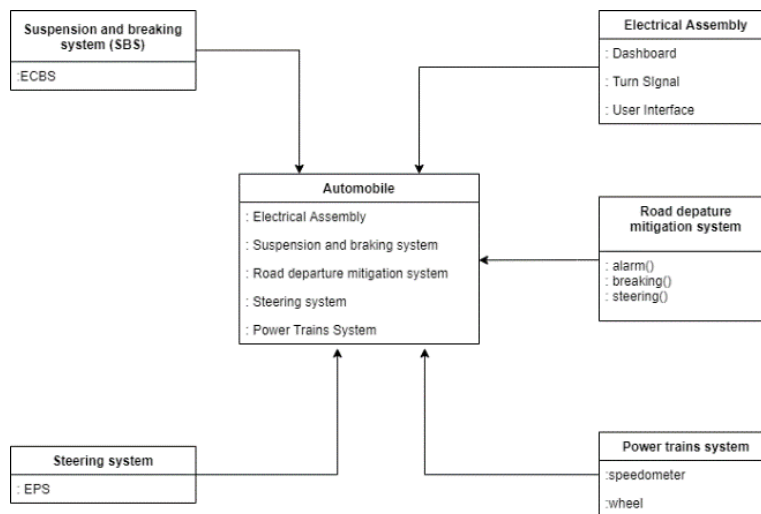 Suspension and breaking
system (SBS)
:ECBS
Electrical Assembly
: Dashboard
: Turn SIgnal
: User Interface
Automobile
: Electrical Assembly
: Suspension and braking system
: Road departure mitigation system
: Steering system
: Power Trains System
Road depature
mitigation system
: alarm()
: breaking()
: steering()
Steering system
: EPS
Power trains system
:speedometer
:wheel